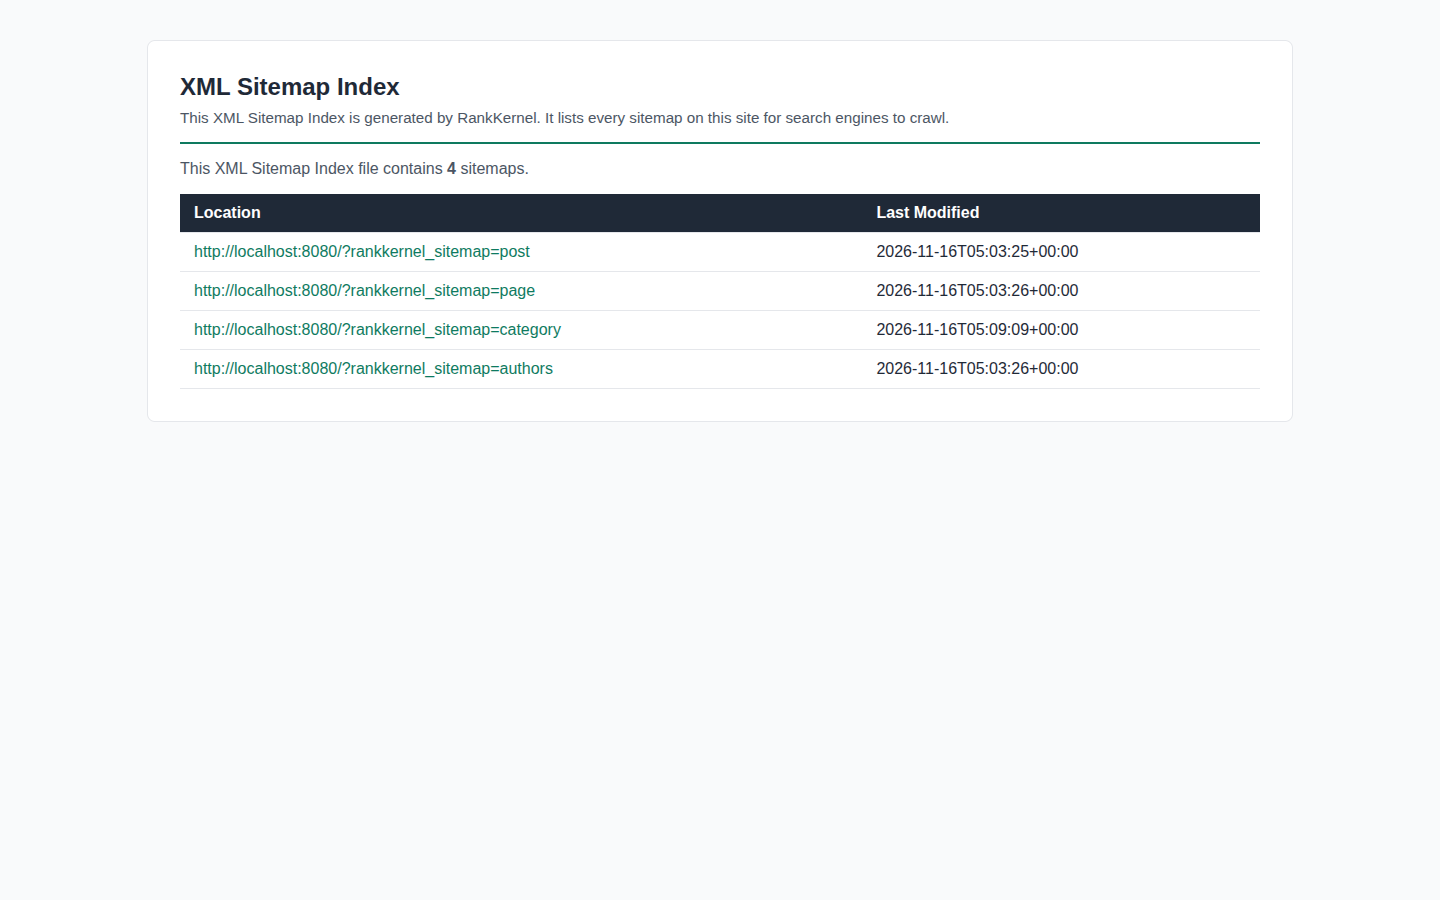 XML Sitemap Index
This XML Sitemap Index is generated by RankKernel. It lists every sitemap on this site for search engines to crawl.
This XML Sitemap Index file contains 4 sitemaps.
Location Last Modified
http://localhost:8080/?rankkernel_sitemap=post 2026-11-16T05:03:25+00:00
http://localhost:8080/?rankkernel_sitemap=page 2026-11-16T05:03:26+00:00
http://localhost:8080/?rankkernel_sitemap=category 2026-11-16T05:09:09+00:00
http://localhost:8080/?rankkernel_sitemap=authors 2026-11-16T05:03:26+00:00